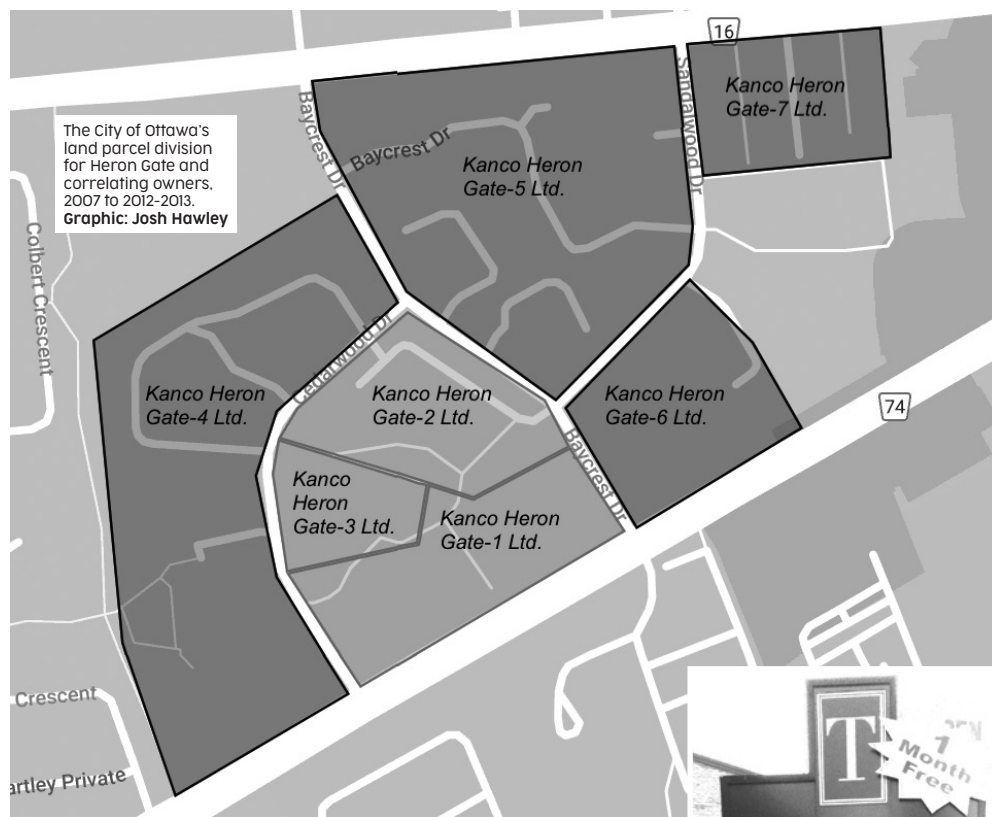 16
Kanco Heron
Gate-7 Ltd.
Sandalwood Dr
Baycrest Dr
Baycrest Dr
The City of Ottawa's
land parcel division
for Heron Gate and
correlating owners,
2007 to 2012-2013.
Graphic: Josh Hawley
Kanco Heron
Gate-5 Ltd.
Colbert Crescent
Cedarwood Dr
Kanco Heron
Gate-4 Ltd.
Kanco Heron
Gate-2 Ltd.
Kanco Heron
Gate-6 Ltd.
74
Baycrest Dr
Kanco
Heron
Gate-3 Ltd.
Kanco Heron
Gate-1 Ltd.
Crescent
artley Private
T
1
Month
Free